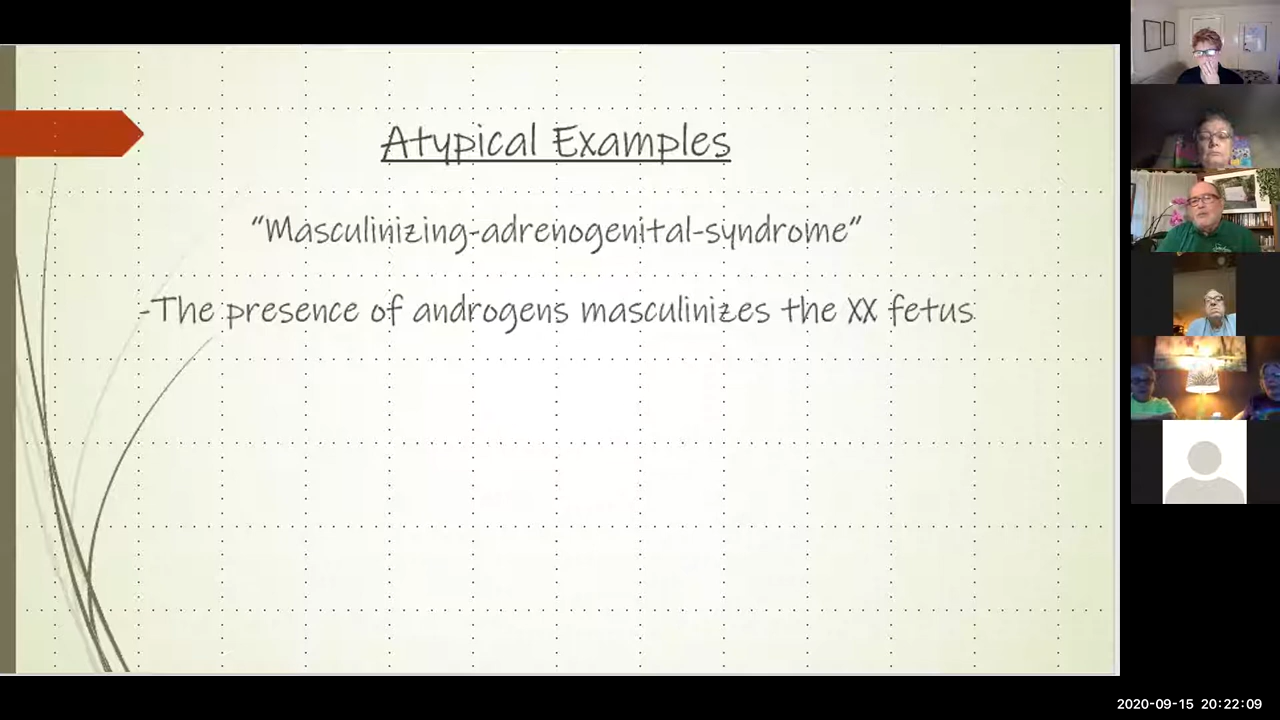 Atypical Examples
“Masculinizing-adrenogenital-syndrome”
-The presence of androgens masculinizes the XX fetus
2020-09-15 20:22:09